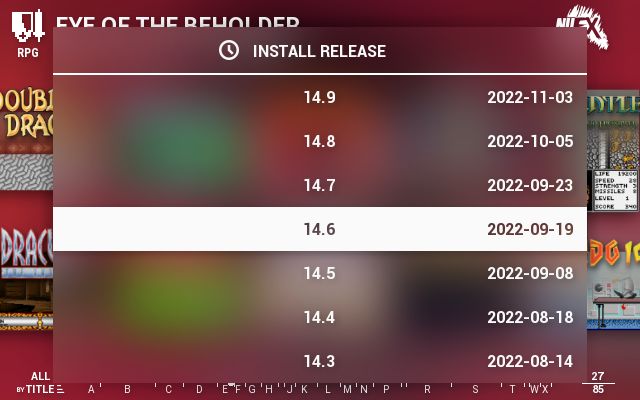 EYE OF THE BEHOLDER
RPG
INSTALL RELEASE
14.9 2022-11-03
14.8 2022-10-05
14.7 2022-09-23
14.6 2022-09-19
14.5 2022-09-08
14.4 2022-08-18
14.3 2022-08-14
LIFE 19200
SPEED 28
STRENGTH 3
MISSILES 8
LEVEL 1
SCORE 340
ALL
BY TITLE
A B C D E F G H J K L M N P R S T W X
27
85